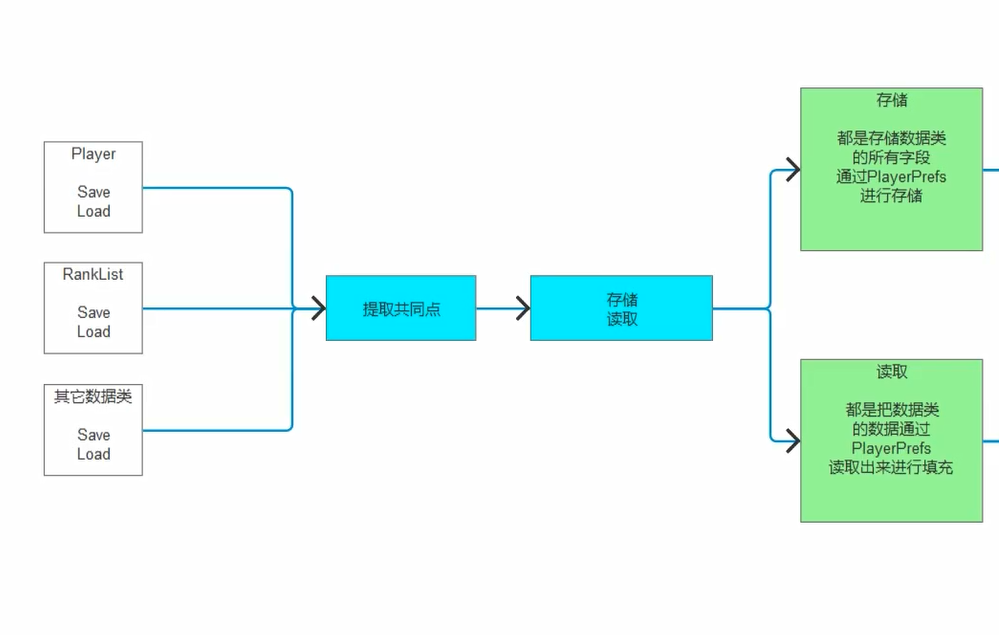 Player
Save
Load
RankList
Save
Load
其它数据类
Save
Load
提取共同点
存储
读取
存储
都是存储数据类
的所有字段
通过PlayerPrefs
进行存储
读取
都是把数据类
的数据通过
PlayerPrefs
读取出来进行填充